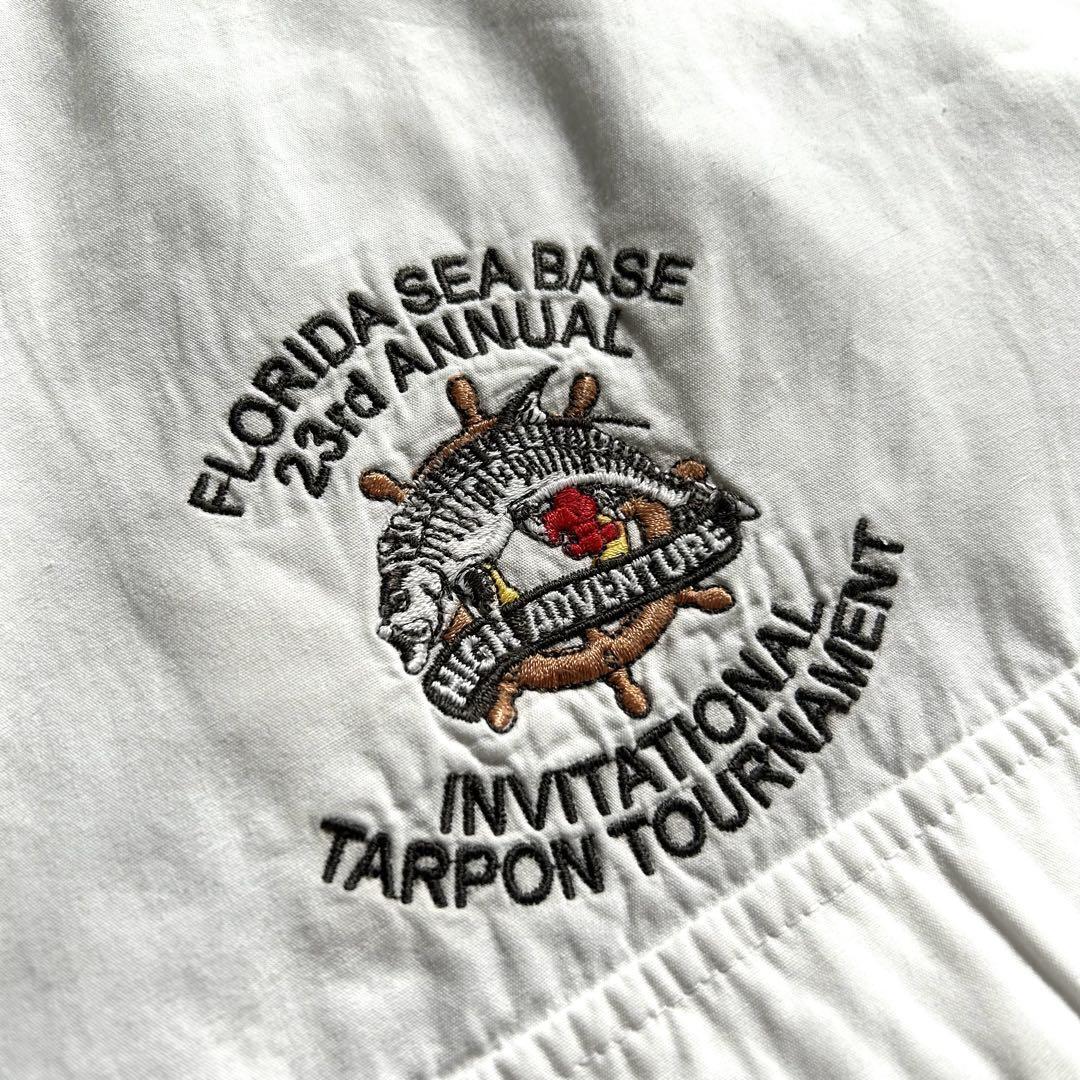 FLORIDA SEA BASE
23rd ANNUAL
HIGH ADVENTURE
INVITATIONAL
TARPON TOURNAMENT